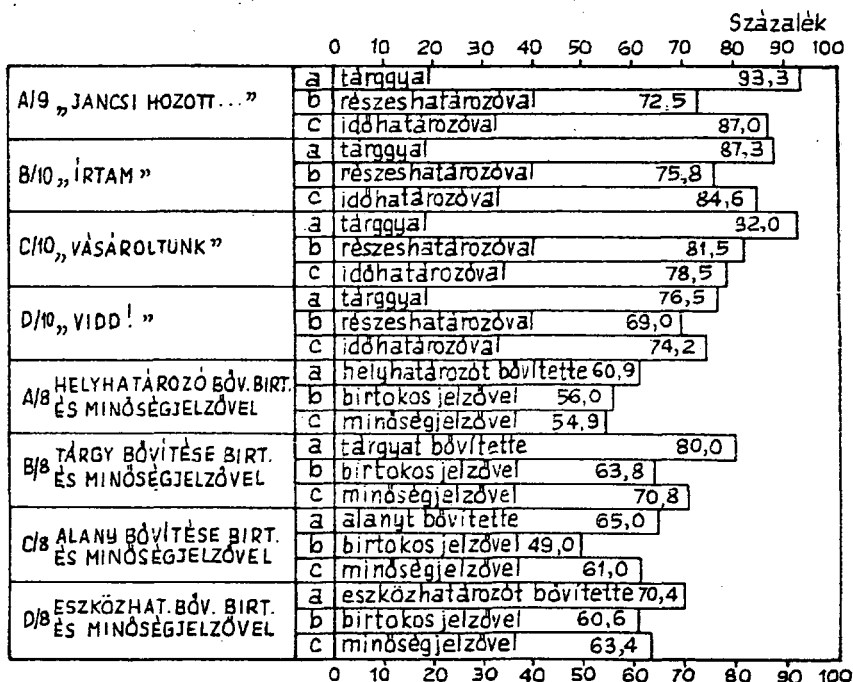 Százalék
0 10 20 30 40 50 60 70 80 90 100
A/9 „JANCSI HOZOTT..."
a tárggyal 93,3
b részeshatározóval 72,5
c időhatározóval 87,0
B/10 „ÍRTAM"
a tárggyal 87,3
b részeshatározóval 75,8
c időhatározóval 84,6
C/10 „VÁSÁROLTUNK"
a tárggyal 92,0
b részeshatározóval 81,5
c időhatározóval 78,5
D/10 „VIDD!"
a tárggyal 76,5
b részeshatározóval 69,0
c időhatározóval 74,2
A/8 HELYHATÁROZÓ BŐV. BIRT.
ÉS MINŐSÉGJELZŐVEL
a helyhatározót bővítette 60,9
b birtokos jelzővel 56,0
c minőségjelzővel 54,9
B/8 TÁRGY BŐVÍTÉSE BIRT.
ÉS MINŐSÉGJELZŐVEL
a tárgyat bővítette 80,0
b birtokos jelzővel 63,8
c minőségjelzővel 70,8
C/8 ALANY BŐVÍTÉSE BIRT.
ÉS MINŐSÉGJELZŐVEL
a alanyt bővítette 65,0
b birtokos jelzővel 49,0
c minőségjelzővel 61,0
D/8 ESZKÖZHAT. BŐV. BIRT.
ÉS MINŐSÉGJELZŐVEL
a eszközhatározót bővítette 70,4
b birtokos jelzővel 60,6
c minőségjelzővel 63,4
0 10 20 30 40 50 60 70 80 90 100